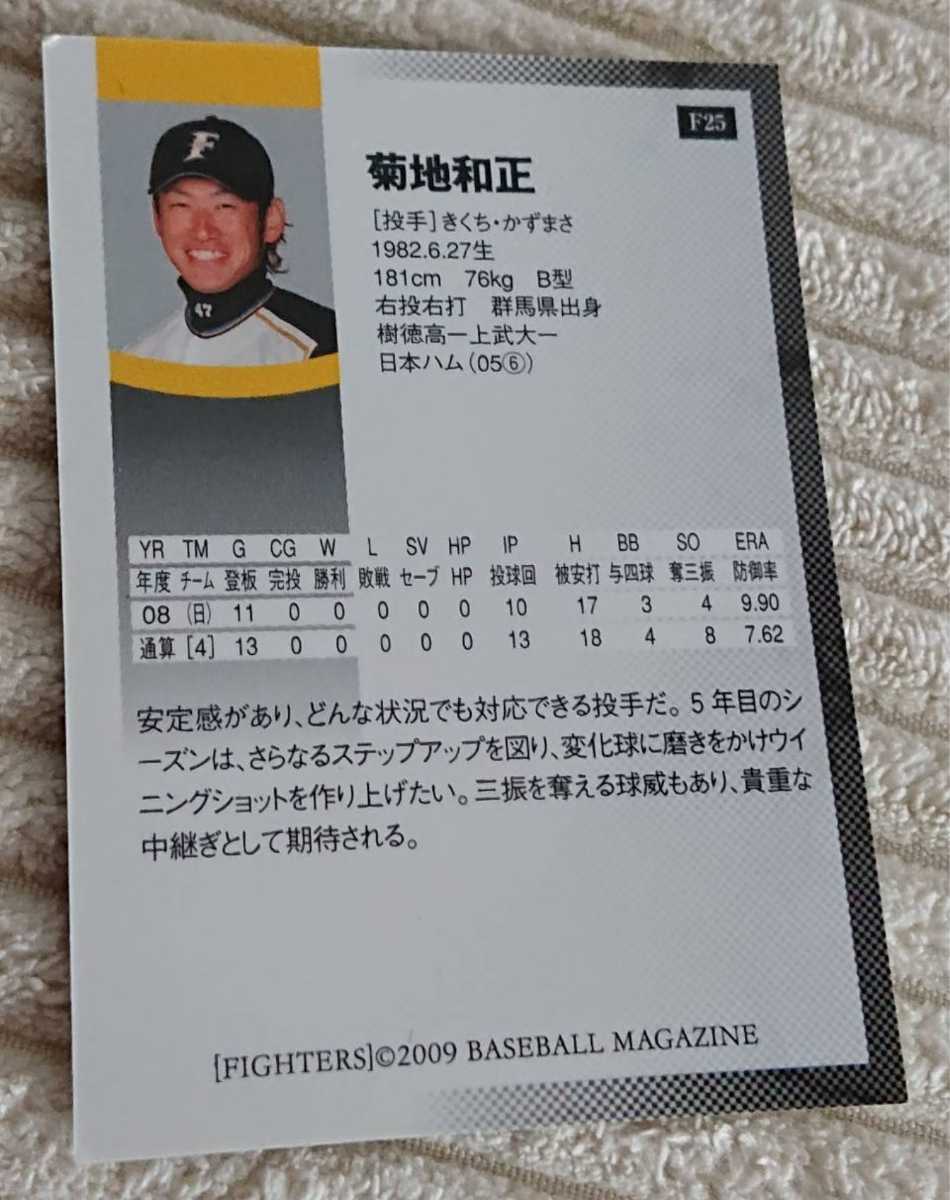 F25
F
47
菊地和正
[投手]きくち・かずまさ
1982.6.27生
181cm 76kg B型
右投右打 群馬県出身
樹徳高ー上武大ー
日本ハム(05⑥)
YR TM G CG W L SV HP IP H BB SO ERA
年度 チーム 登板 完投 勝利 敗戦 セーブ HP 投球回 被安打 与四球 奪三振 防御率
08 (日) 11 0 0 0 0 0 10 17 3 4 9.90
通算 [4] 13 0 0 0 0 0 13 18 4 8 7.62
安定感があり、どんな状況でも対応できる投手だ。5年目のシ
ーズンは、さらなるステップアップを図り、変化球に磨きをかけウイ
ニングショットを作り上げたい。三振を奪える球威もあり、貴重な
中継ぎとして期待される。
[FIGHTERS]©2009 BASEBALL MAGAZINE